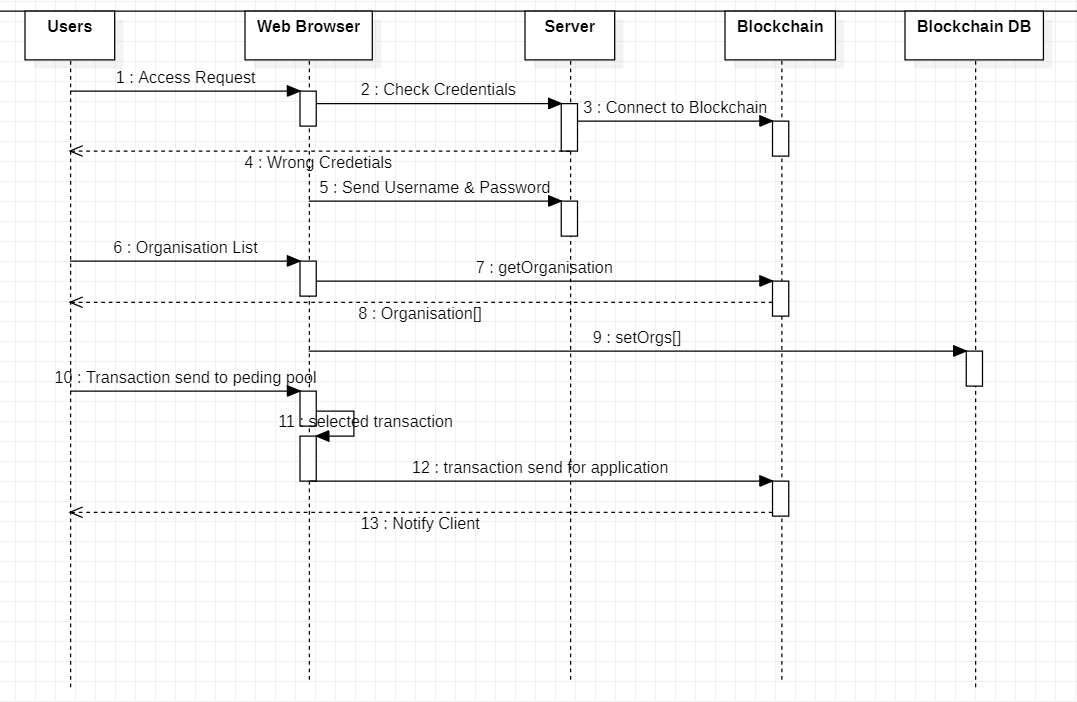 Users
Web Browser
Server
Blockchain
Blockchain DB
1 : Access Request
2 : Check Credentials
3 : Connect to Blockchain
4 : Wrong Credetials
5 : Send Username & Password
6 : Organisation List
7 : getOrganisation
8 : Organisation[]
9 : setOrgs[]
10 : Transaction send to peding pool
11 : selected transaction
12 : transaction send for application
13 : Notify Client